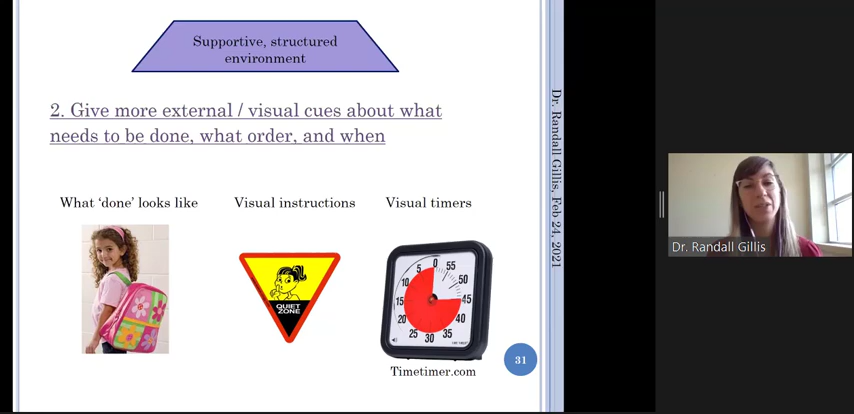 Supportive, structured
environment
2. Give more external / visual cues about what
needs to be done, what order, and when
What ‘done’ looks like
Visual instructions
Visual timers
QUIET
ZONE
0
55
50
45
40
35
30
25
20
15
10
5
TIME TIMER
Timetimer.com
31
Dr. Randall Gillis, Feb 24, 2021
Dr. Randall Gillis